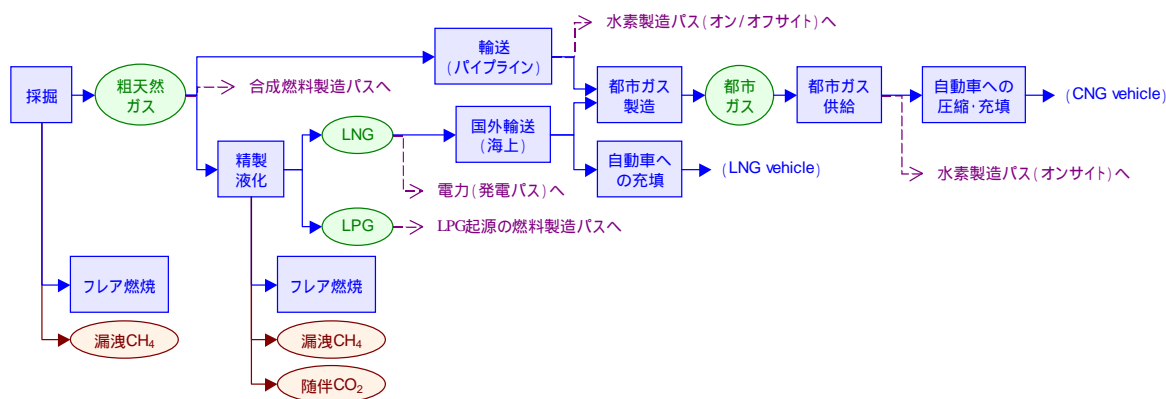 水素製造パス(オン/オフサイト)へ
輸送
(パイプライン)
採掘
粗天然
ガス
合成燃料製造パスへ
都市ガス
製造
都市
ガス
都市ガス
供給
自動車への
圧縮・充填
(CNG vehicle)
LNG
国外輸送
(海上)
精製
液化
自動車へ
の充填
(LNG vehicle)
水素製造パス(オンサイト)へ
電力(発電パス)へ
LPG
LPG起源の燃料製造パスへ
フレア燃焼
フレア燃焼
漏洩CH₄
漏洩CH₄
随伴CO₂